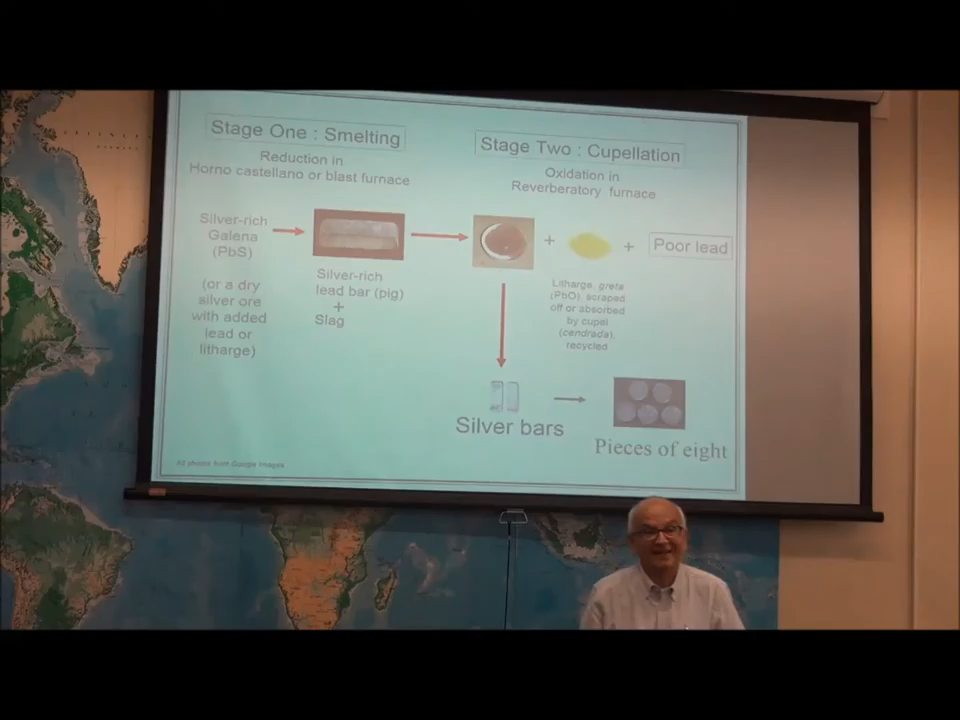 Stage One : Smelting
Reduction in
Horno castellano or blast furnace
Silver-rich
Galena
(PbS)
(or a dry
silver ore
with added
lead or
litharge)
Silver-rich
lead bar (pig)
+
Slag
Stage Two : Cupellation
Oxidation in
Reverberatory furnace
+
+
Poor lead
Litharge, greta
(PbO), scraped
off or absorbed
by cupel
(cendrada),
recycled
Silver bars
Pieces of eight
All photos from Google Images